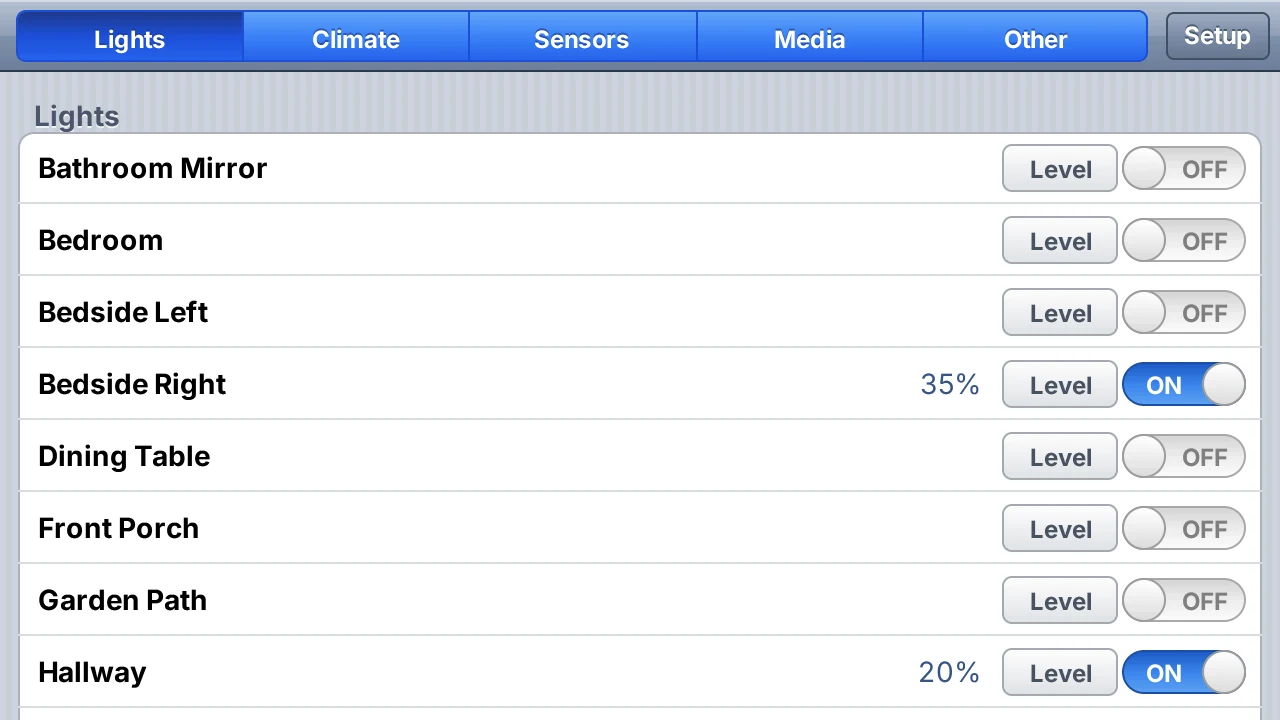 Lights Climate Sensors Media Other Setup
Lights
Bathroom Mirror Level OFF
Bedroom Level OFF
Bedside Left Level OFF
Bedside Right 35% Level ON
Dining Table Level OFF
Front Porch Level OFF
Garden Path Level OFF
Hallway 20% Level ON